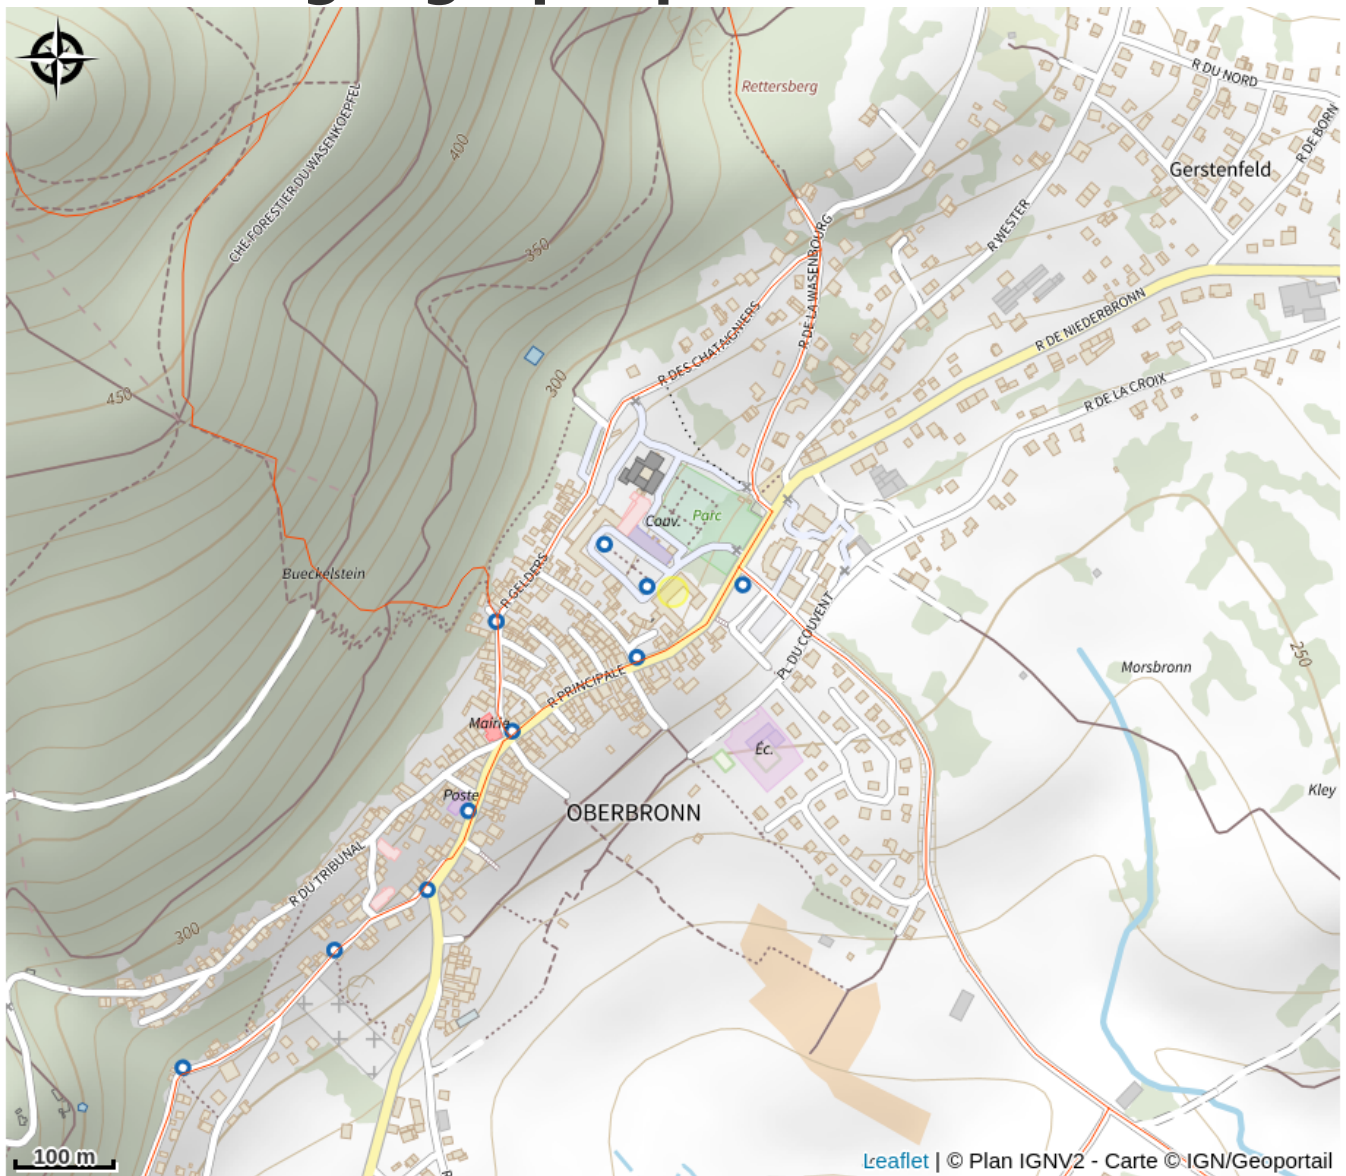 R DU NORD
Rettersberg
CHE FORESTIER DU WASENKOEPFEL
R DE BORN
400
Gerstenfeld
R WESTER
350
R DE LA WASENBOURG
R DE NIEDERBRONN
R DES CHATAIGNIERS
300
450
R DE LA CROIX
Couv.
Parc
Bueckelstein
R GELDERS
PL DU COUVENT
250
Morsbronn
R PRINCIPALE
Mairie
Éc.
Kley
Poste
OBERBRONN
R DU TRIBUNAL
300
100 m
Leaflet | © Plan IGNV2 - Carte © IGN/Geoportail